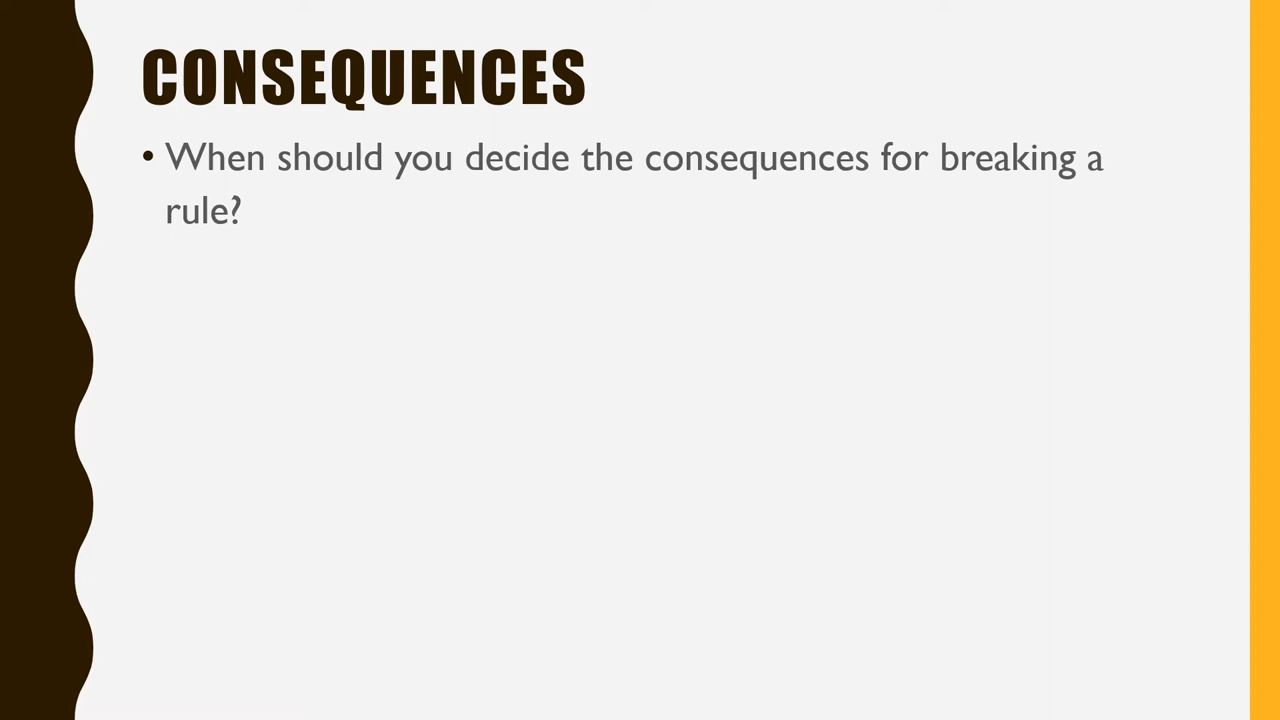 CONSEQUENCES
• When should you decide the consequences for breaking a
rule?